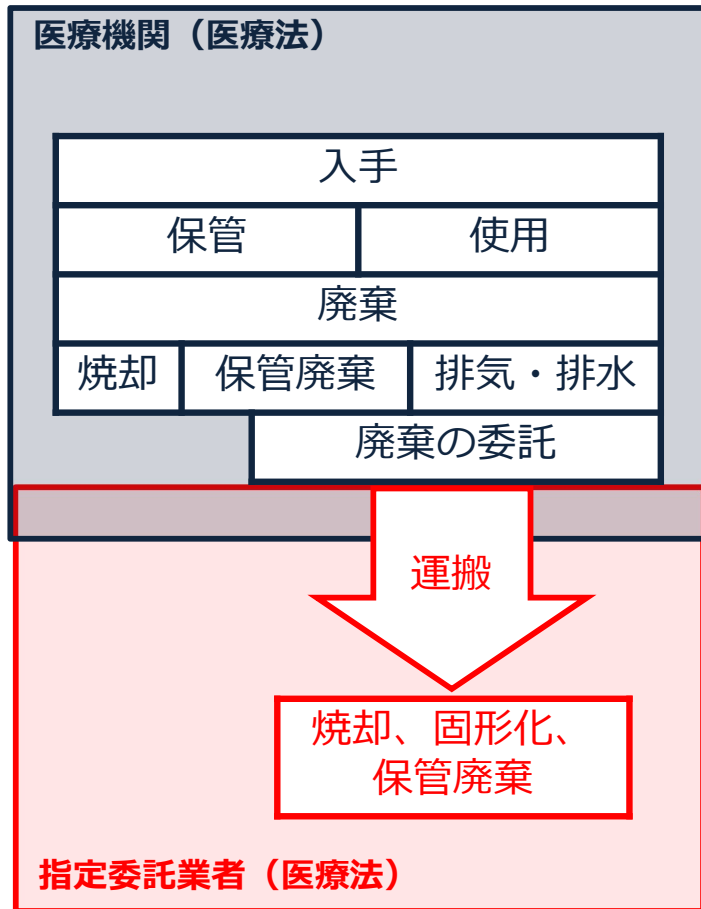 医療機関（医療法）
入手
保管
使用
廃棄
焼却
保管廃棄
排気・排水
廃棄の委託
運搬
焼却、固形化、
保管廃棄
指定委託業者（医療法）